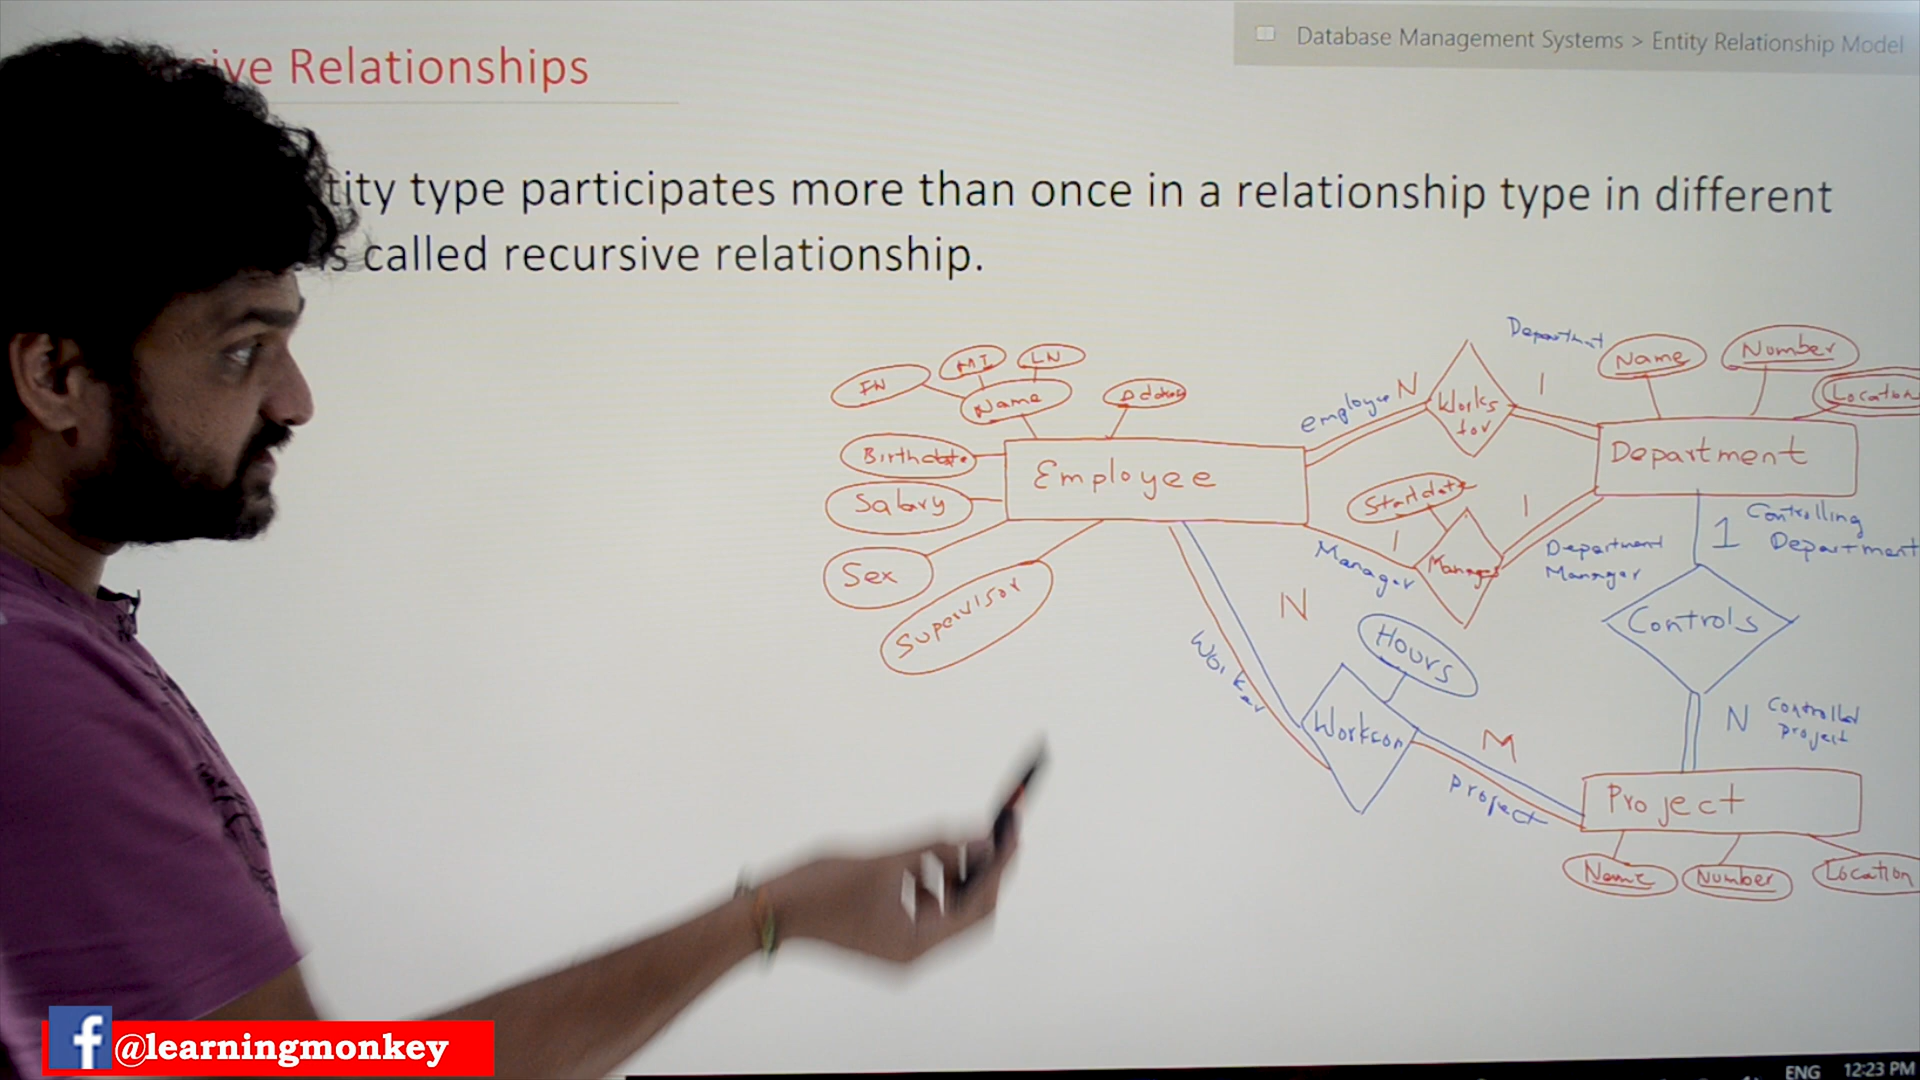 sive Relationships
Database Management Systems > Entity Relationship Model
tity type participates more than once in a relationship type in different
s called recursive relationship.
Department
Name
Number
Location
MI
LN
FN
Name
Address
employee
N
Works
for
1
Birthdate
Employee
Department
Salary
Startdate
1
1
Controlling
Department
1
Manager
Manages
Department
Manager
Sex
Supervisor
N
Controls
Hours
Worker
N
Controlled
project
Workson
M
project
Project
Name
Number
Location
f @learningmonkey
ENG 12:23 PM